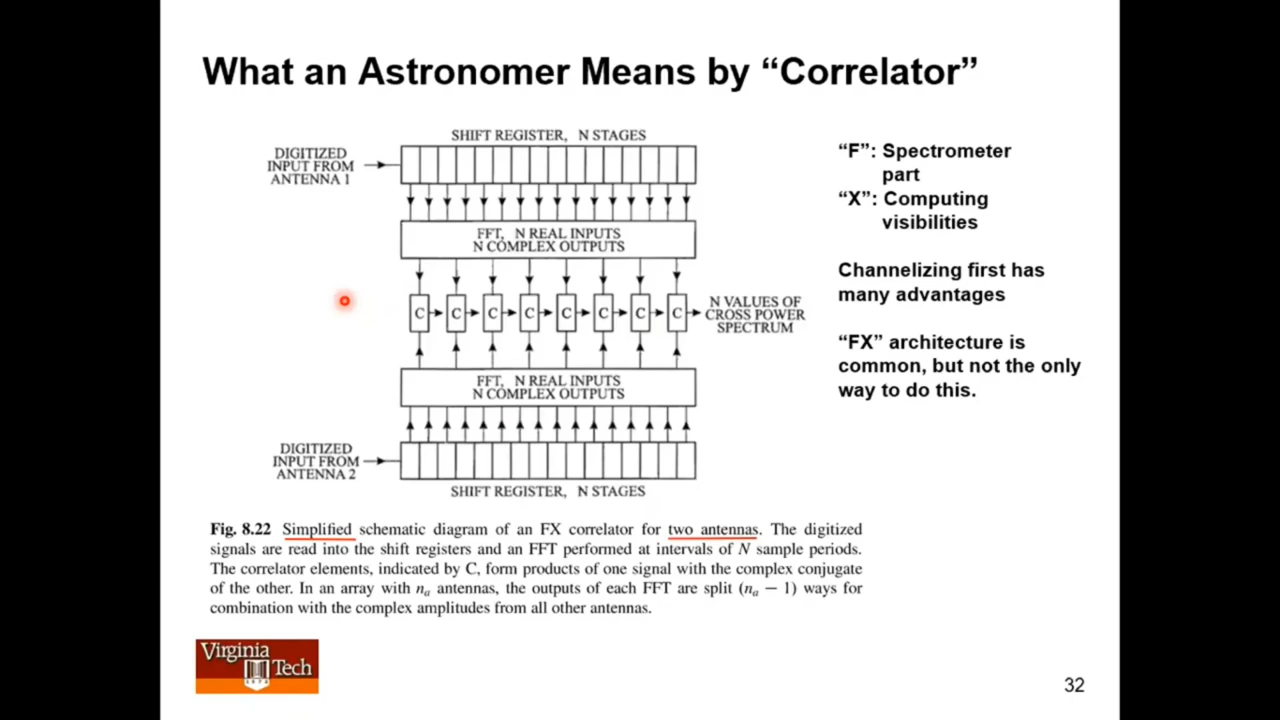 What an Astronomer Means by “Correlator”
SHIFT REGISTER, N STAGES
DIGITIZED
INPUT FROM
ANTENNA 1
FFT, N REAL INPUTS
N COMPLEX OUTPUTS
C C C C C C C C
N VALUES OF
CROSS POWER
SPECTRUM
FFT, N REAL INPUTS
N COMPLEX OUTPUTS
DIGITIZED
INPUT FROM
ANTENNA 2
SHIFT REGISTER, N STAGES
“F”: Spectrometer
part
“X”: Computing
visibilities
Channelizing first has
many advantages
“FX” architecture is
common, but not the only
way to do this.
Fig. 8.22 Simplified schematic diagram of an FX correlator for two antennas. The digitized
signals are read into the shift registers and an FFT performed at intervals of N sample periods.
The correlator elements, indicated by C, form products of one signal with the complex conjugate
of the other. In an array with nₐ antennas, the outputs of each FFT are split (nₐ − 1) ways for
combination with the complex amplitudes from all other antennas.
Virginia
Tech
1872
32